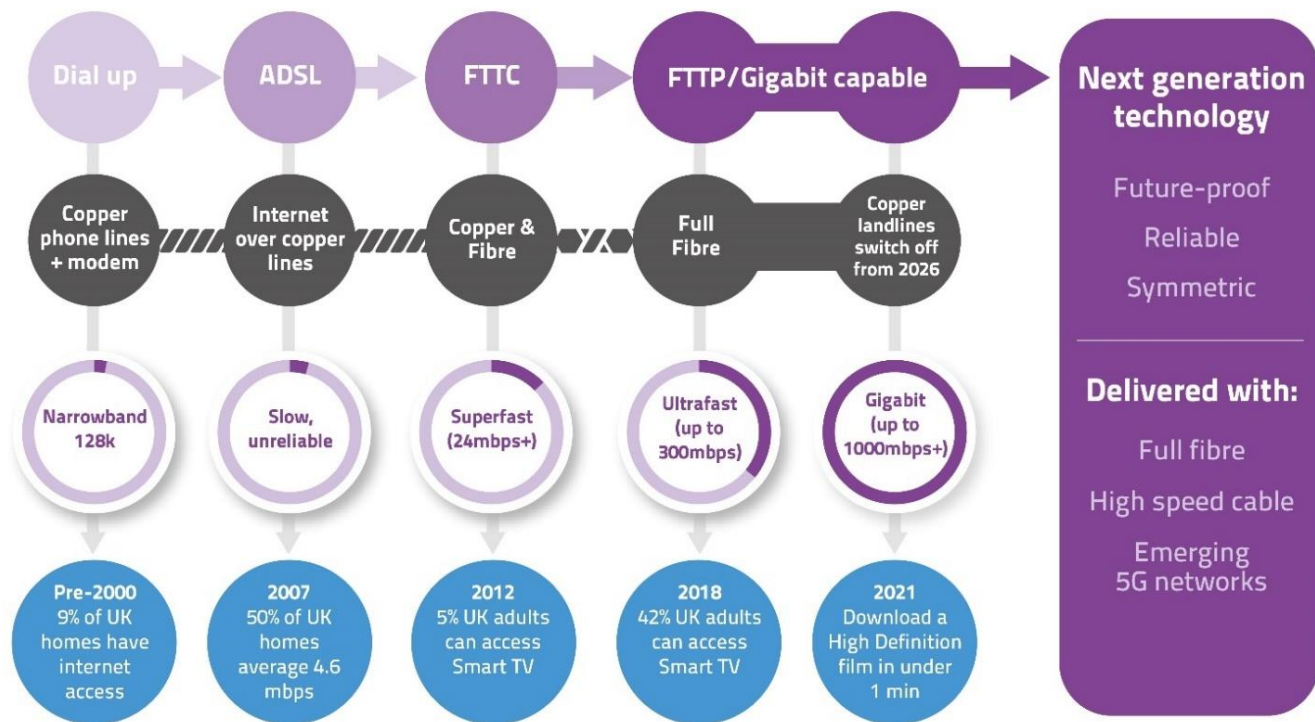 Dial up
ADSL
FTTC
FTTP/Gigabit capable
Copper
phone lines
+ modem
Internet
over copper
lines
Copper &
Fibre
Full
Fibre
Copper
landlines
switch off
from 2026
Narrowband
128k
Slow,
unreliable
Superfast
(24mbps+)
Ultrafast
(up to
300mbps)
Gigabit
(up to
1000mbps+)
Pre-2000
9% of UK
homes have
internet
access
2007
50% of UK
homes
average 4.6
mbps
2012
5% UK adults
can access
Smart TV
2018
42% UK adults
can access
Smart TV
2021
Download a
High Definition
film in under
1 min
Next generation
technology
Future-proof
Reliable
Symmetric
Delivered with:
Full fibre
High speed cable
Emerging
5G networks